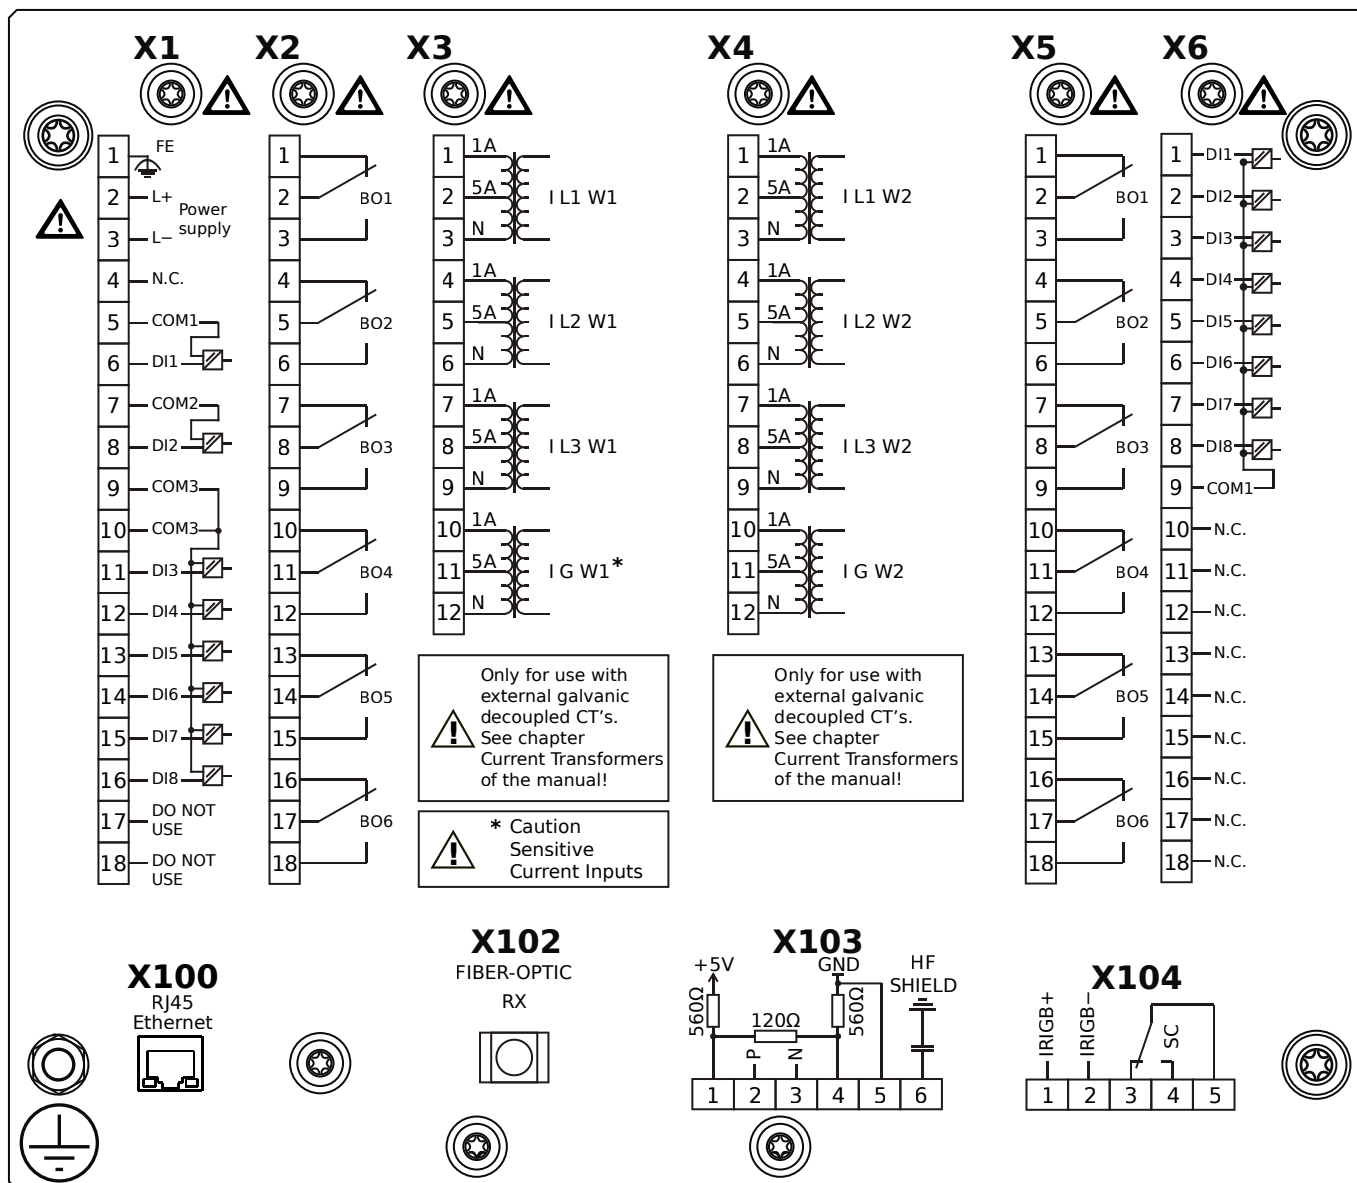 X1
X2
X3
X4
X5
X6
1 FE
2 L+
Power
supply
3 L−
4 N.C.
5 COM1
6 DI1
7 COM2
8 DI2
9 COM3
10 COM3
11 DI3
12 DI4
13 DI5
14 DI6
15 DI7
16 DI8
17 DO NOT
USE
18 DO NOT
USE
1
2 BO1
3
4
5 BO2
6
7
8 BO3
9
10
11 BO4
12
13
14 BO5
15
16
17 BO6
18
1 1A
2 5A I L1 W1
3 N
4 1A
5 5A I L2 W1
6 N
7 1A
8 5A I L3 W1
9 N
10 1A
11 5A I G W1*
12 N
Only for use with
external galvanic
decoupled CT's.
See chapter
Current Transformers
of the manual!
* Caution
Sensitive
Current Inputs
1 1A
2 5A I L1 W2
3 N
4 1A
5 5A I L2 W2
6 N
7 1A
8 5A I L3 W2
9 N
10 1A
11 5A I G W2
12 N
Only for use with
external galvanic
decoupled CT's.
See chapter
Current Transformers
of the manual!
1
2 BO1
3
4
5 BO2
6
7
8 BO3
9
10
11 BO4
12
13
14 BO5
15
16
17 BO6
18
1 DI1
2 DI2
3 DI3
4 DI4
5 DI5
6 DI6
7 DI7
8 DI8
9 COM1
10 N.C.
11 N.C.
12 N.C.
13 N.C.
14 N.C.
15 N.C.
16 N.C.
17 N.C.
18 N.C.
X100
RJ45
Ethernet
X102
FIBER-OPTIC
RX
X103
+5V
GND
HF
SHIELD
560Ω
120Ω
560Ω
P
N
1 2 3 4 5 6
X104
IRIGB+
IRIGB−
SC
1 2 3 4 5